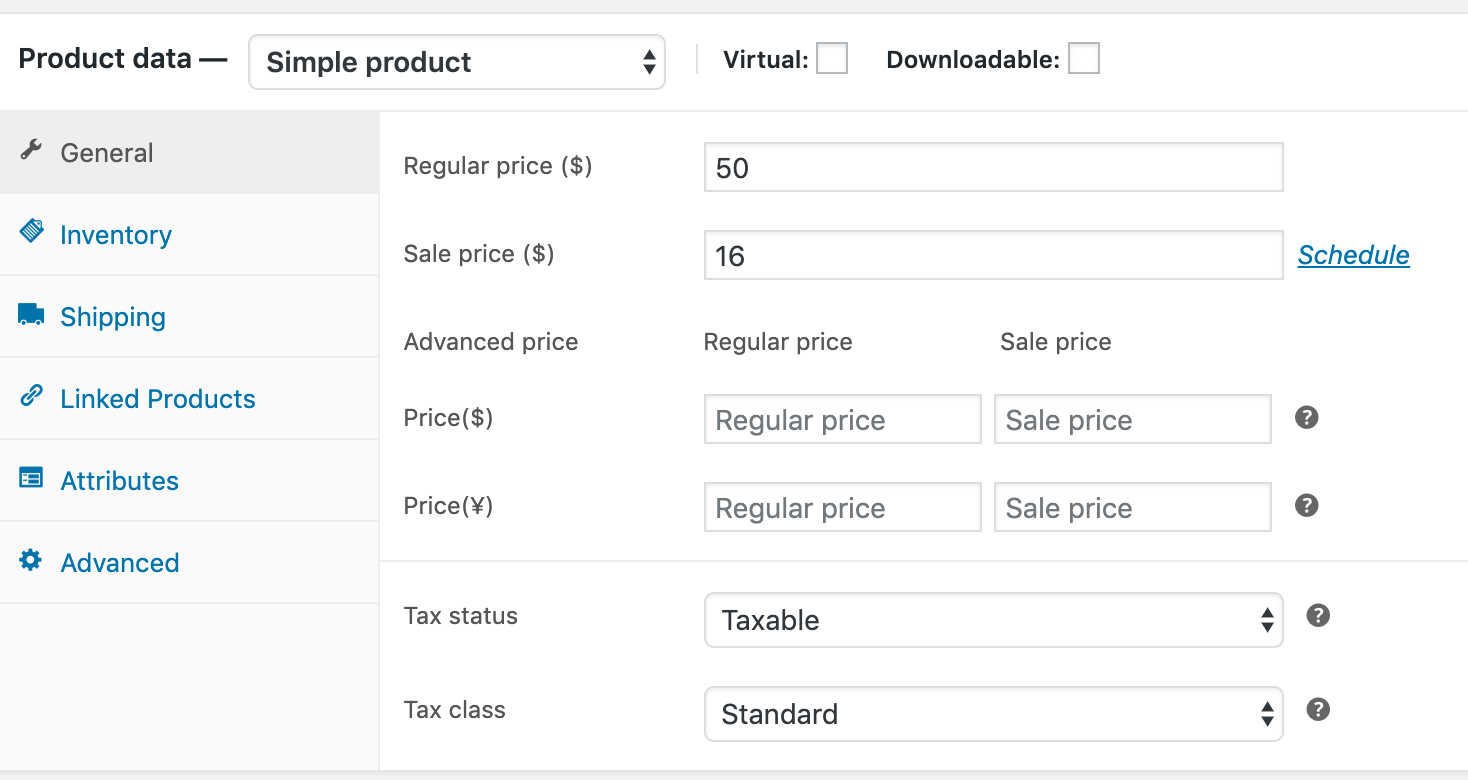 Product data — Simple product Virtual: Downloadable:
General
Inventory
Shipping
Linked Products
Attributes
Advanced
Regular price ($) 50
Sale price ($) 16 Schedule
Advanced price Regular price Sale price
Price($) Regular price Sale price ?
Price(¥) Regular price Sale price ?
Tax status Taxable ?
Tax class Standard ?